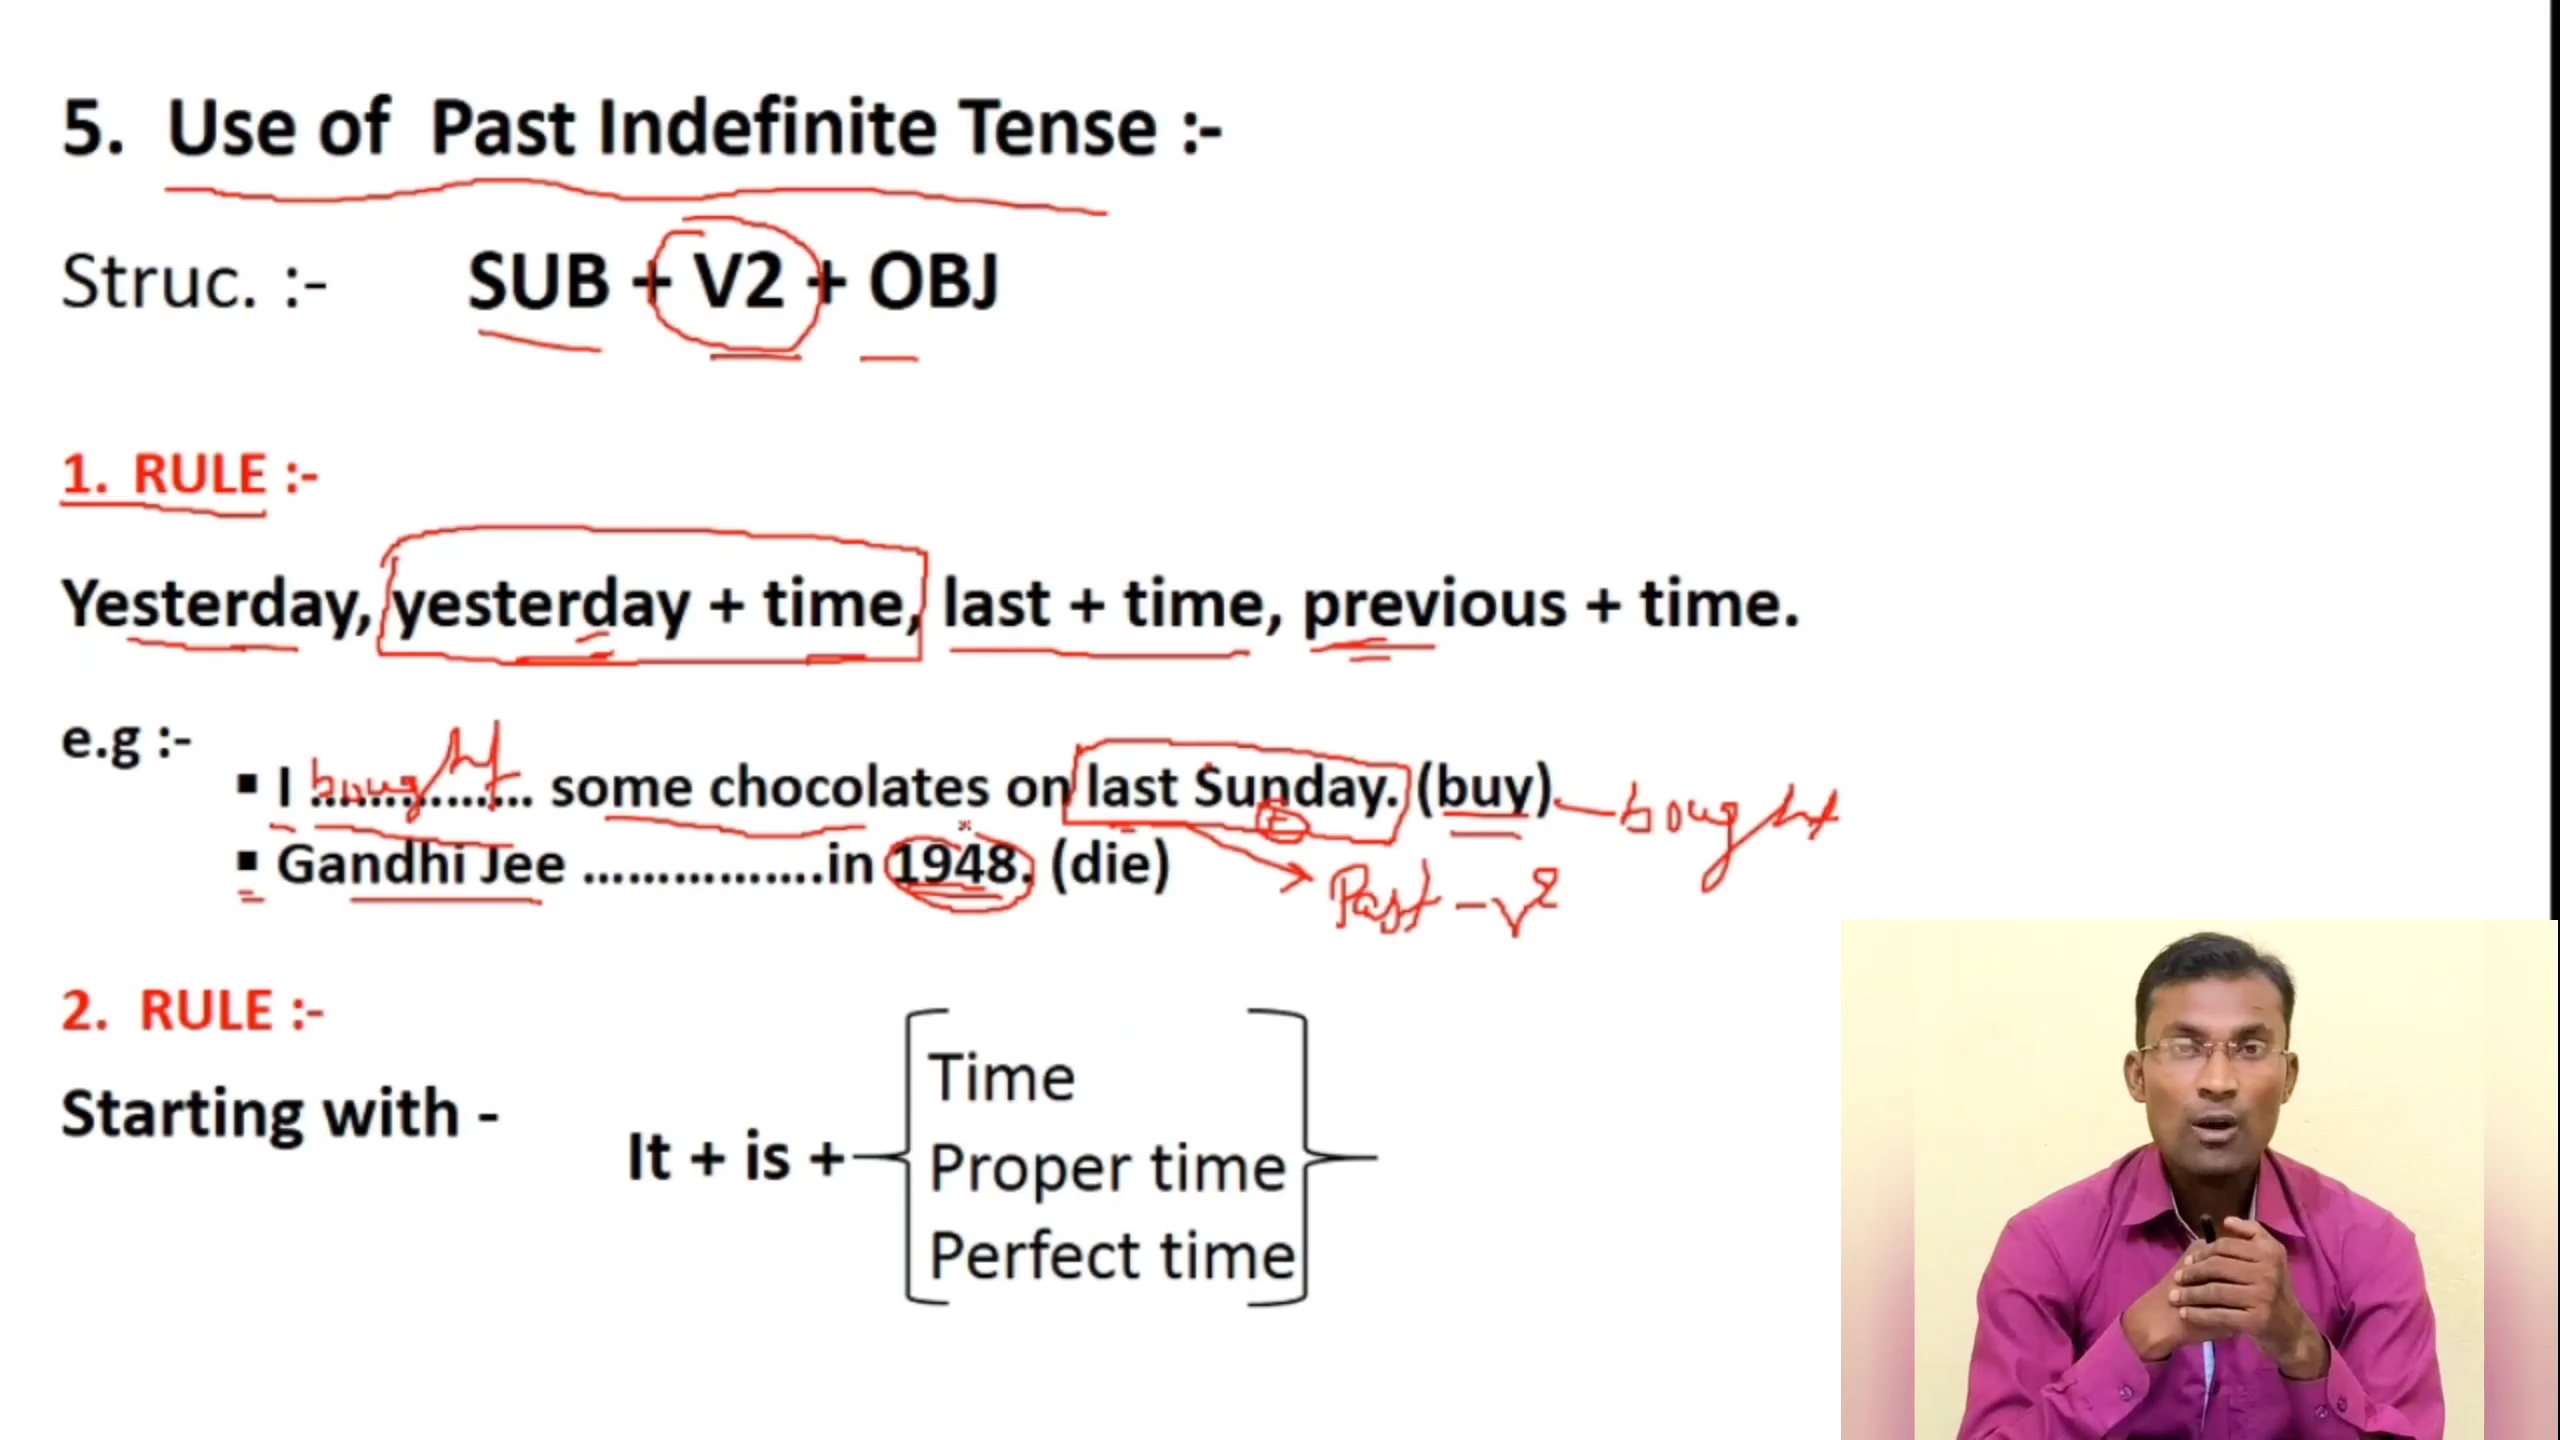 5. Use of Past Indefinite Tense :-
Struc. :- SUB + V2 + OBJ
1. RULE :-
Yesterday, yesterday + time, last + time, previous + time.
e.g :-
▪ I bought ............... some chocolates on last Sunday. (buy) - bought
▪ Gandhi Jee ................in 1948. (die)
Past - V2
2. RULE :-
Starting with -
It + is +
Time
Proper time
Perfect time